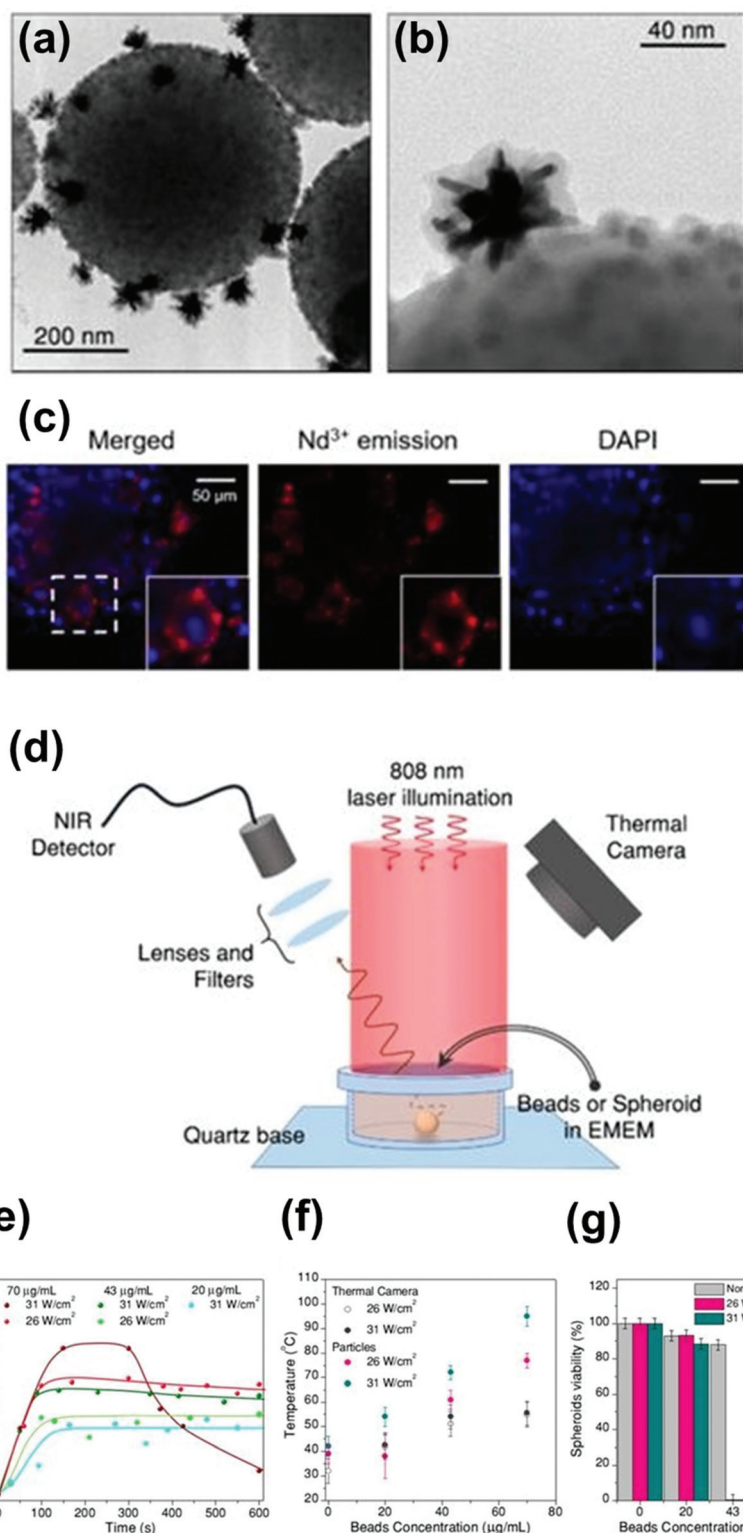 (a)
(b)
40 nm
200 nm
(c)
Merged
Nd³⁺ emission
DAPI
50 µm
(d)
808 nm
laser illumination
NIR
Detector
Thermal
Camera
Lenses and
Filters
Beads or Spheroid
in EMEM
Quartz base
e)
(f)
(g)
70 µg/mL 43 µg/mL 20 µg/mL
31 W/cm² 31 W/cm² 31 W/cm²
26 W/cm² 26 W/cm²
0 100 200 300 400 500 600
Time (s)
Temperature (°C)
110
100
90
80
70
60
50
40
30
20
Thermal Camera
26 W/cm²
31 W/cm²
Particles
26 W/cm²
31 W/cm²
0 20 40 60 80
Beads Concentration (µg/mL)
Spheroids viability (%)
120
100
80
60
40
20
0
Non
26 W
31 W
0 20 43
Beads Concentra